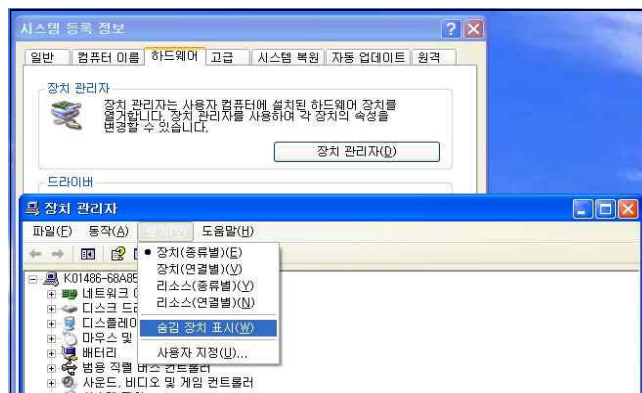 시스템 등록 정보
일반 컴퓨터 이름 하드웨어 고급 시스템 복원 자동 업데이트 원격
장치 관리자
장치 관리자는 사용자 컴퓨터에 설치된 하드웨어 장치를
열거합니다. 장치 관리자를 사용하여 각 장치의 속성을
변경할 수 있습니다.
장치 관리자(D)
드라이버
장치 관리자
파일(F) 동작(A) 보기(V) 도움말(H)
장치(종류별)(E)
장치(연결별)(V)
리소스(종류별)(Y)
리소스(연결별)(N)
숨김 장치 표시(W)
사용자 지정(U)...
K01486-68A85
네트워크
디스크 드
디스플레이
마우스 및
배터리
범용 직렬 버스 컨트롤러
사운드, 비디오 및 게임 컨트롤러